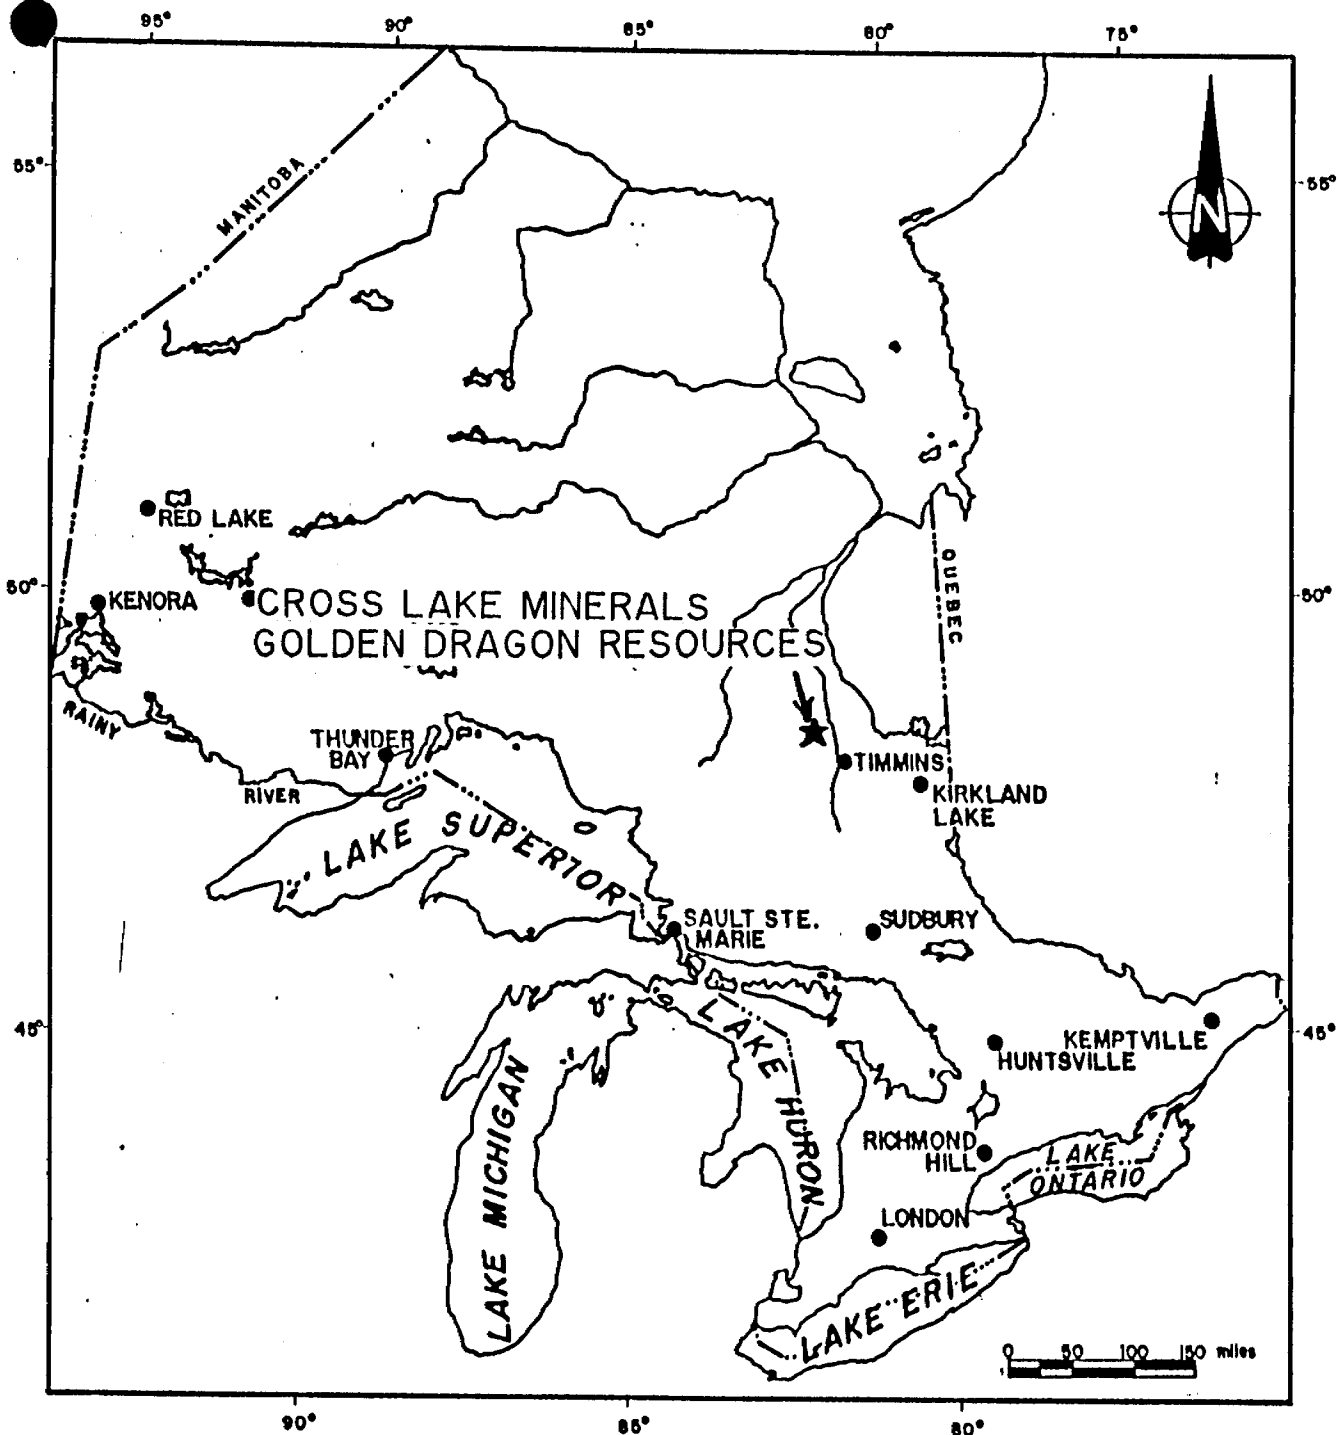 95° 90° 85° 80° 75°
55°
MANITOBA
55°
N
RED LAKE
50°
KENORA
CROSS LAKE MINERALS
GOLDEN DRAGON RESOURCES
QUEBEC
50°
RAINY
RIVER
THUNDER
BAY
TIMMINS
KIRKLAND
LAKE
LAKE SUPERIOR
SAULT STE.
MARIE
SUDBURY
45°
LAKE HURON
KEMPTVILLE
HUNTSVILLE
45°
LAKE MICHIGAN
RICHMOND
HILL
LAKE
ONTARIO
LONDON
LAKE ERIE
0 50 100 150 miles
90° 85° 80°